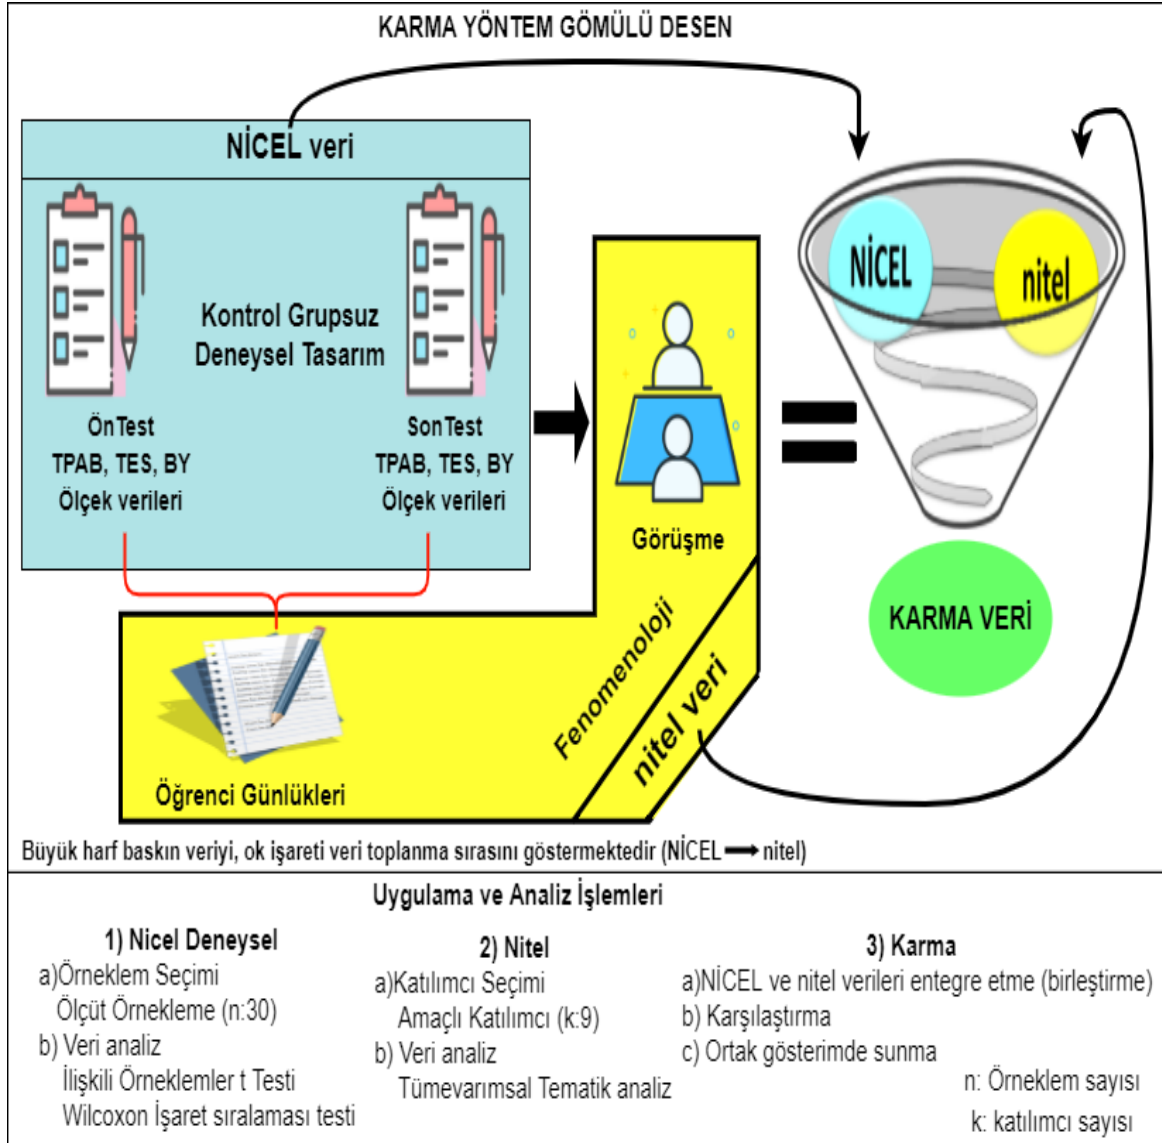 KARMA YÖNTEM GÖMÜLÜ DESEN
NİCEL veri
Kontrol Grupsuz
Deneysel Tasarım
ÖnTest
TPAB, TES, BY
Ölçek verileri
SonTest
TPAB, TES, BY
Ölçek verileri
Görüşme
Fenomenoloji
nitel veri
Öğrenci Günlükleri
NİCEL
nitel
KARMA VERİ
Büyük harf baskın veriyi, ok işareti veri toplanma sırasını göstermektedir (NİCEL → nitel)
Uygulama ve Analiz İşlemleri
1) Nicel Deneysel
a)Örneklem Seçimi
Ölçüt Örnekleme (n:30)
b) Veri analiz
İlişkili Örneklemler t Testi
Wilcoxon İşaret sıralaması testi
2) Nitel
a)Katılımcı Seçimi
Amaçlı Katılımcı (k:9)
b) Veri analiz
Tümevarımsal Tematik analiz
3) Karma
a)NİCEL ve nitel verileri entegre etme (birleştirme)
b) Karşılaştırma
c) Ortak gösterimde sunma
n: Örneklem sayısı
k: katılımcı sayısı